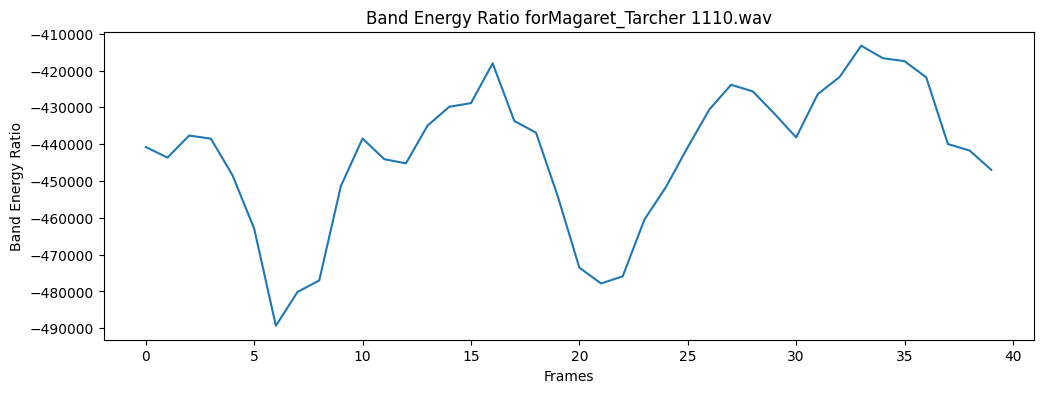 Band Energy Ratio forMagaret_Tarcher 1110.wav
−410000
−420000
−430000
−440000
−450000
−460000
−470000
−480000
−490000
Band Energy Ratio
0 5 10 15 20 25 30 35 40
Frames